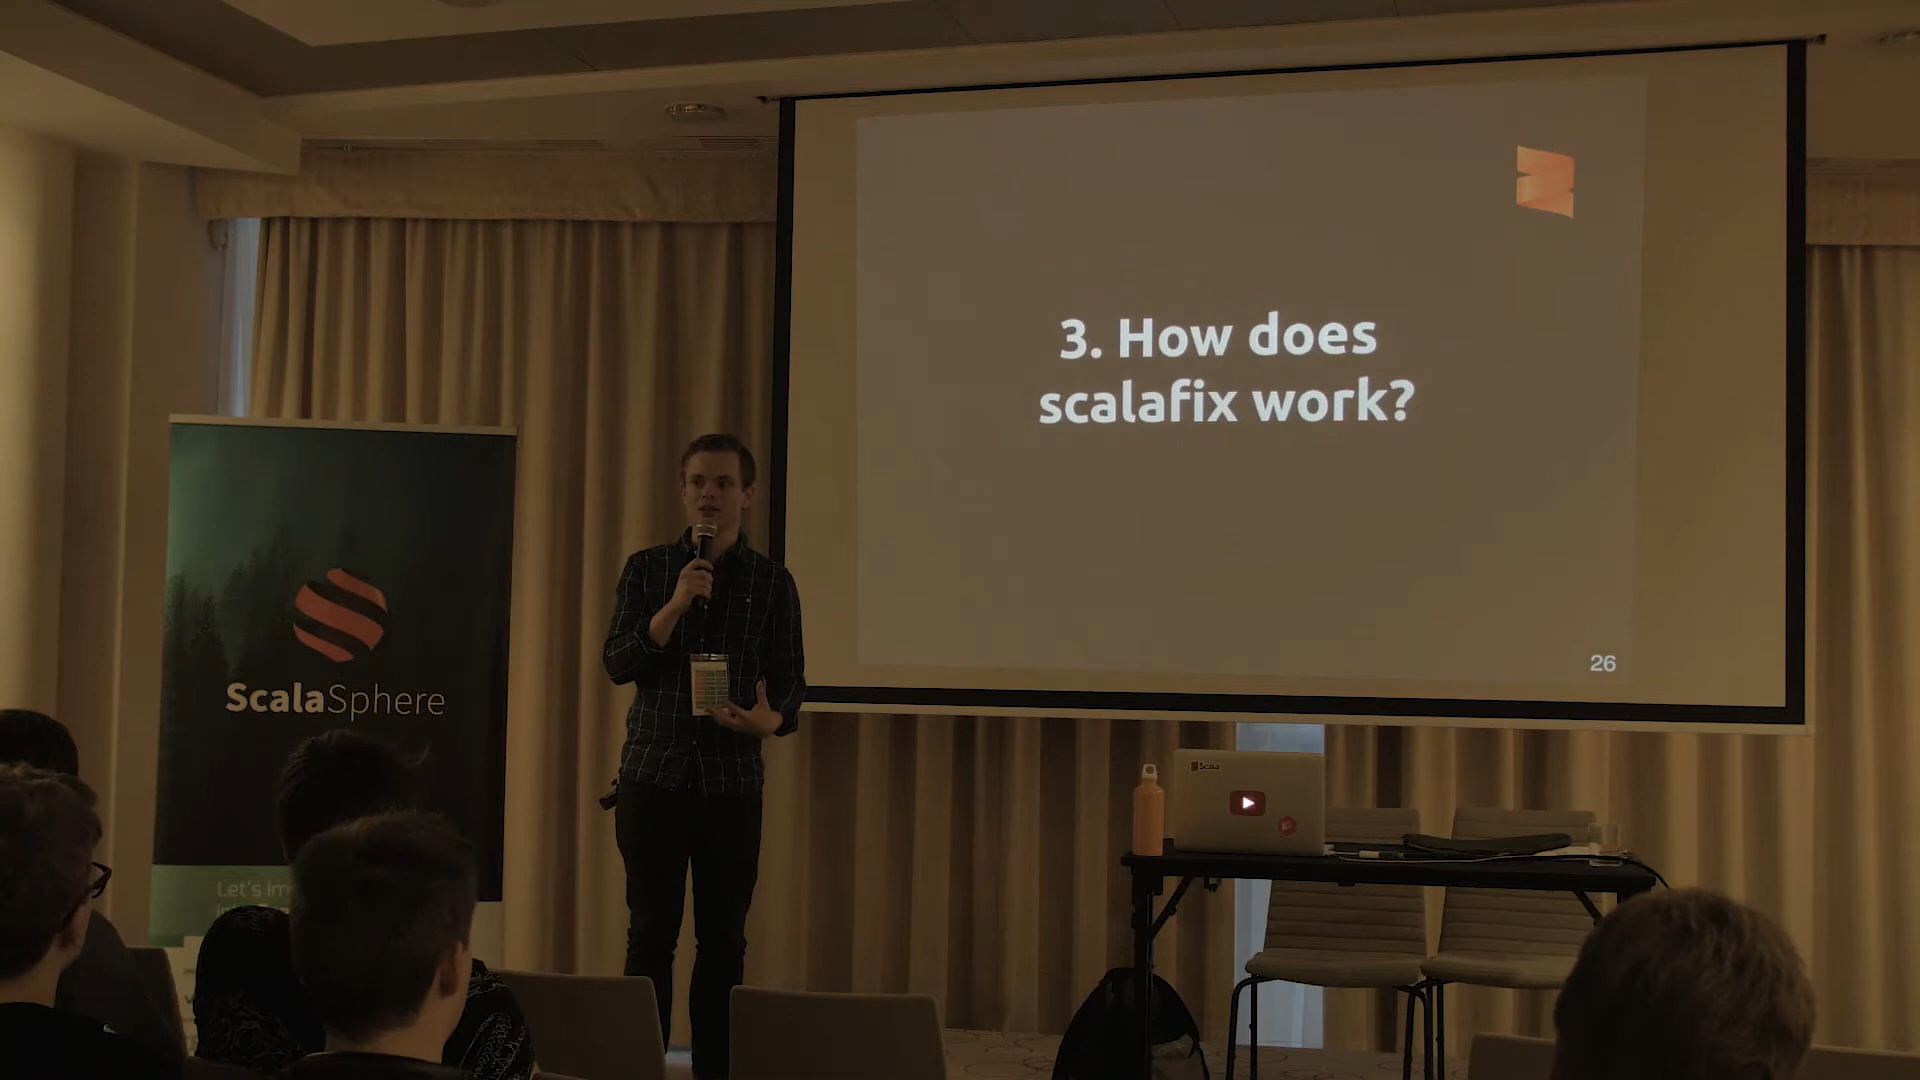 3. How does
scalafix work?
26
ScalaSphere
Let's im
Scala